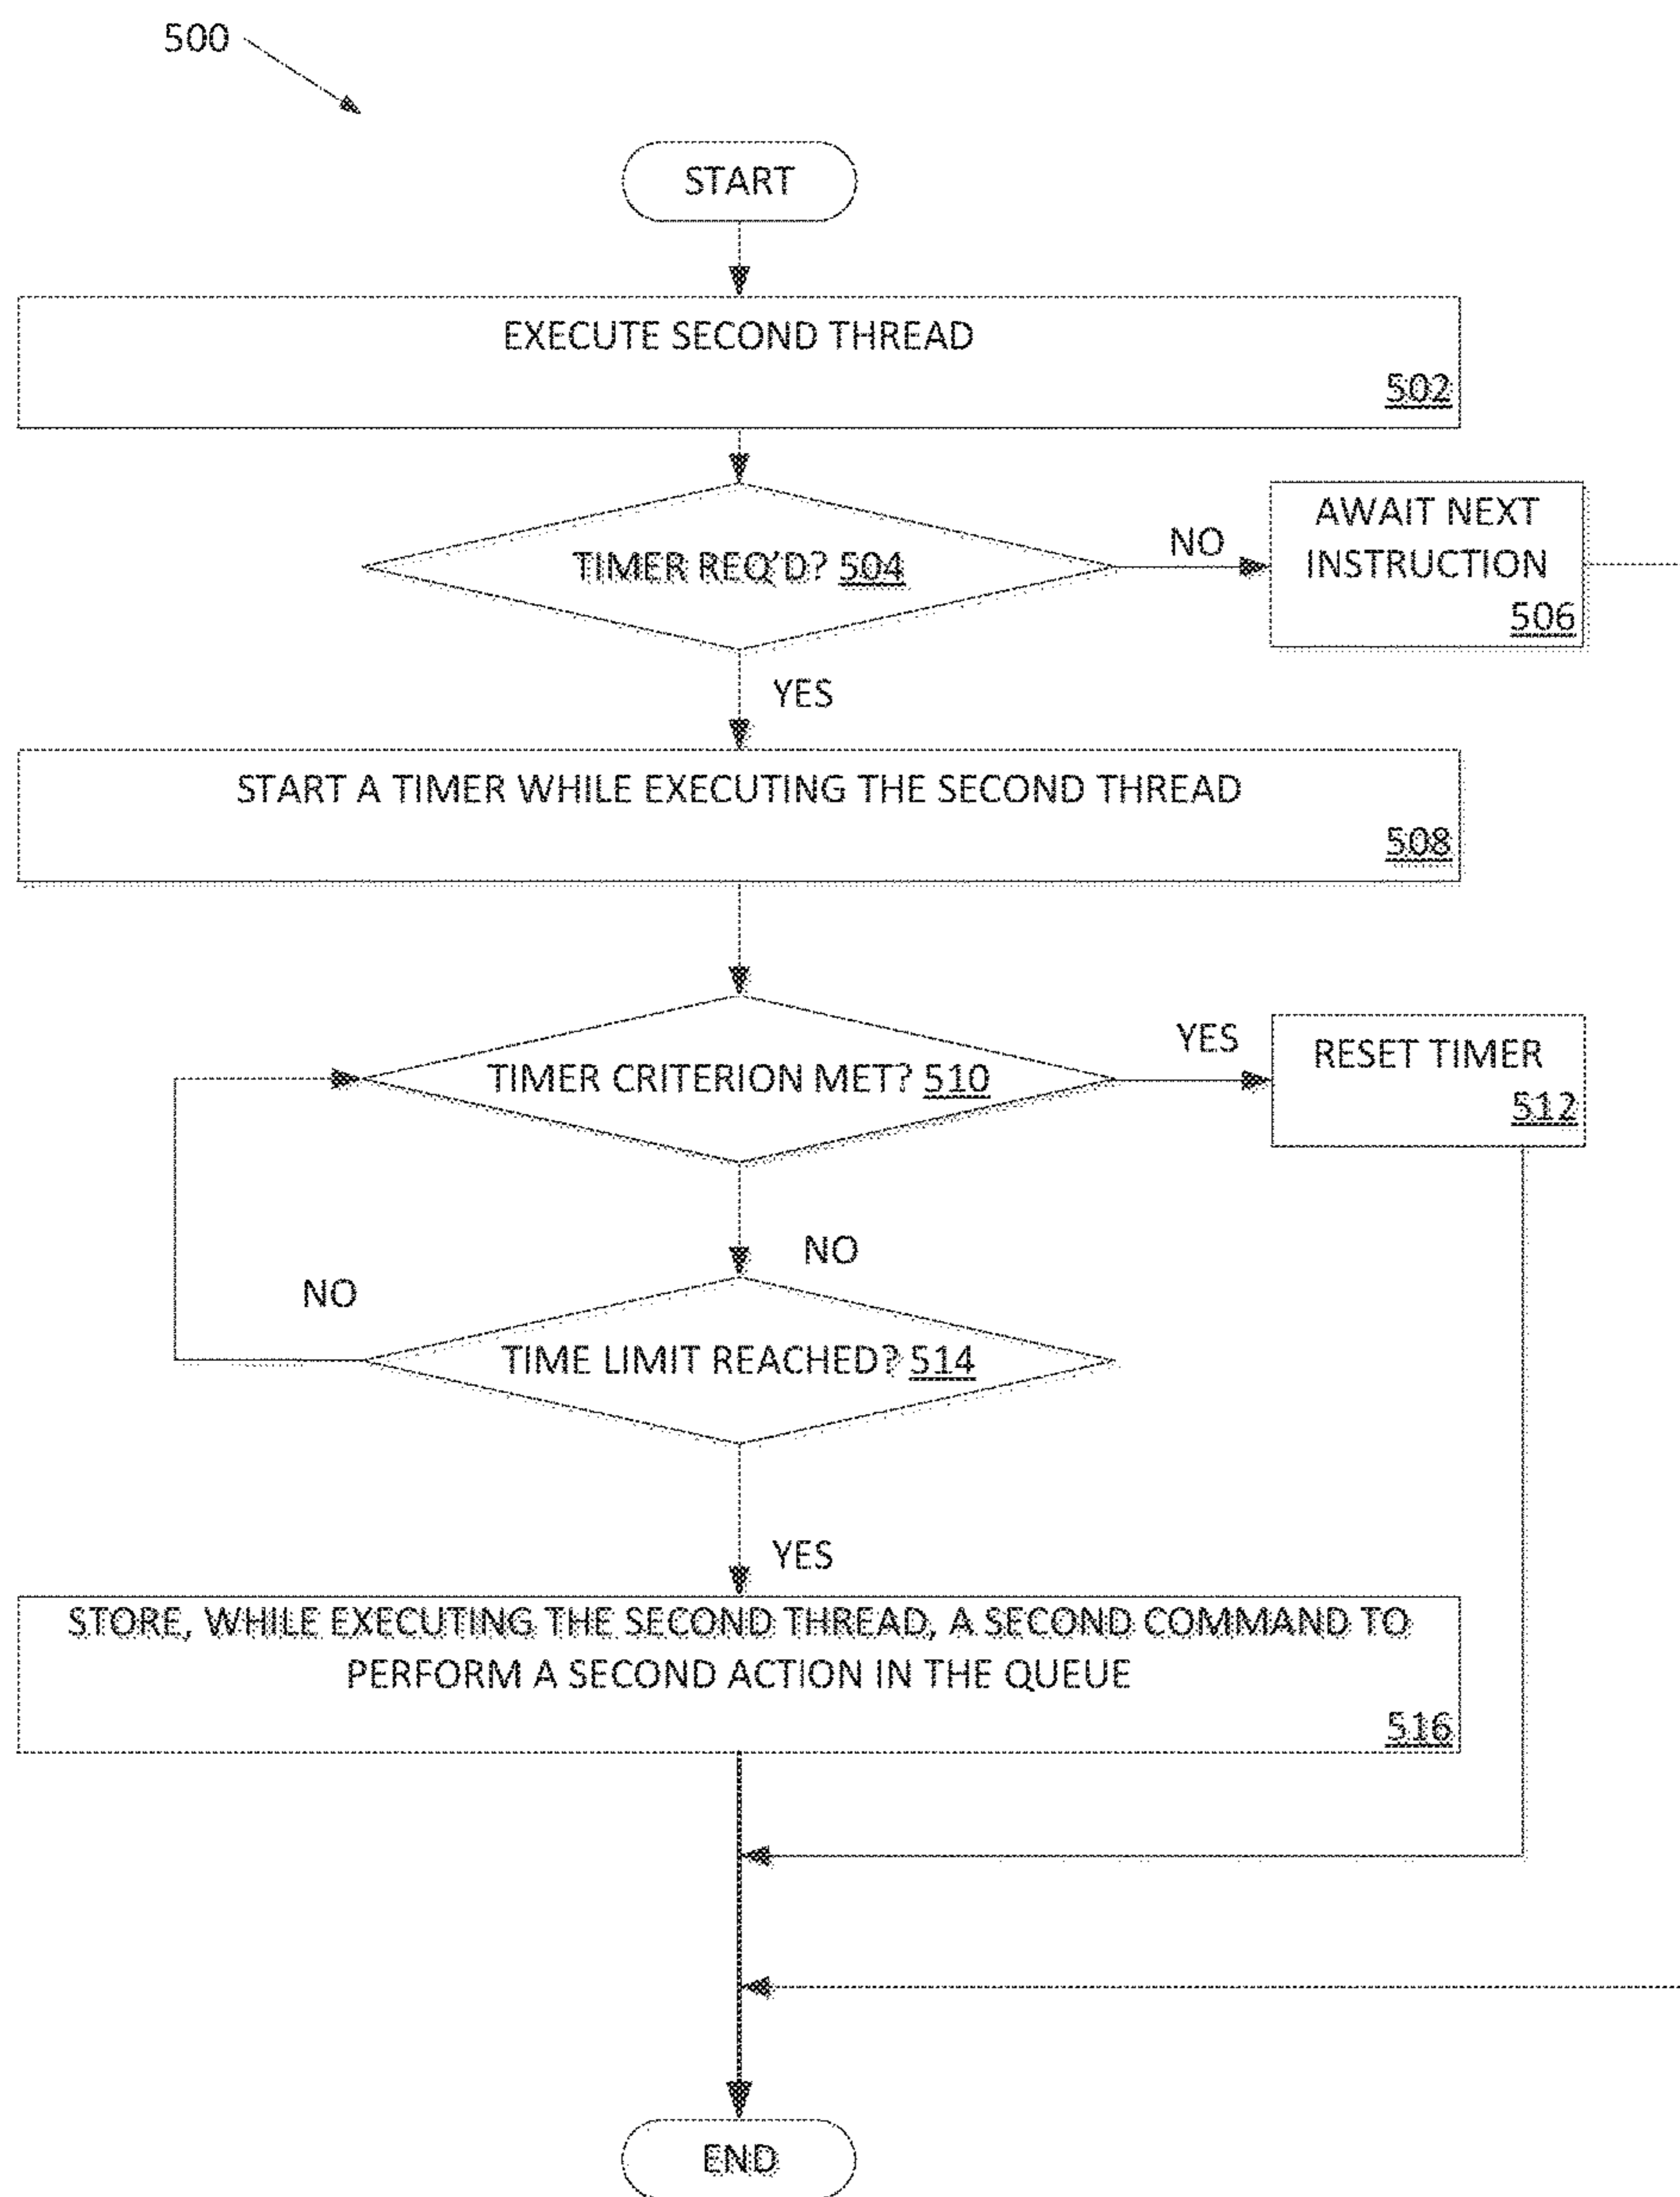 500
START
EXECUTE SECOND THREAD
502
TIMER REQ'D? 504
NO
AWAIT NEXT
INSTRUCTION
506
YES
START A TIMER WHILE EXECUTING THE SECOND THREAD
508
TIMER CRITERION MET? 510
YES
RESET TIMER
512
NO
NO
TIME LIMIT REACHED? 514
YES
STORE, WHILE EXECUTING THE SECOND THREAD, A SECOND COMMAND TO
PERFORM A SECOND ACTION IN THE QUEUE
516
END